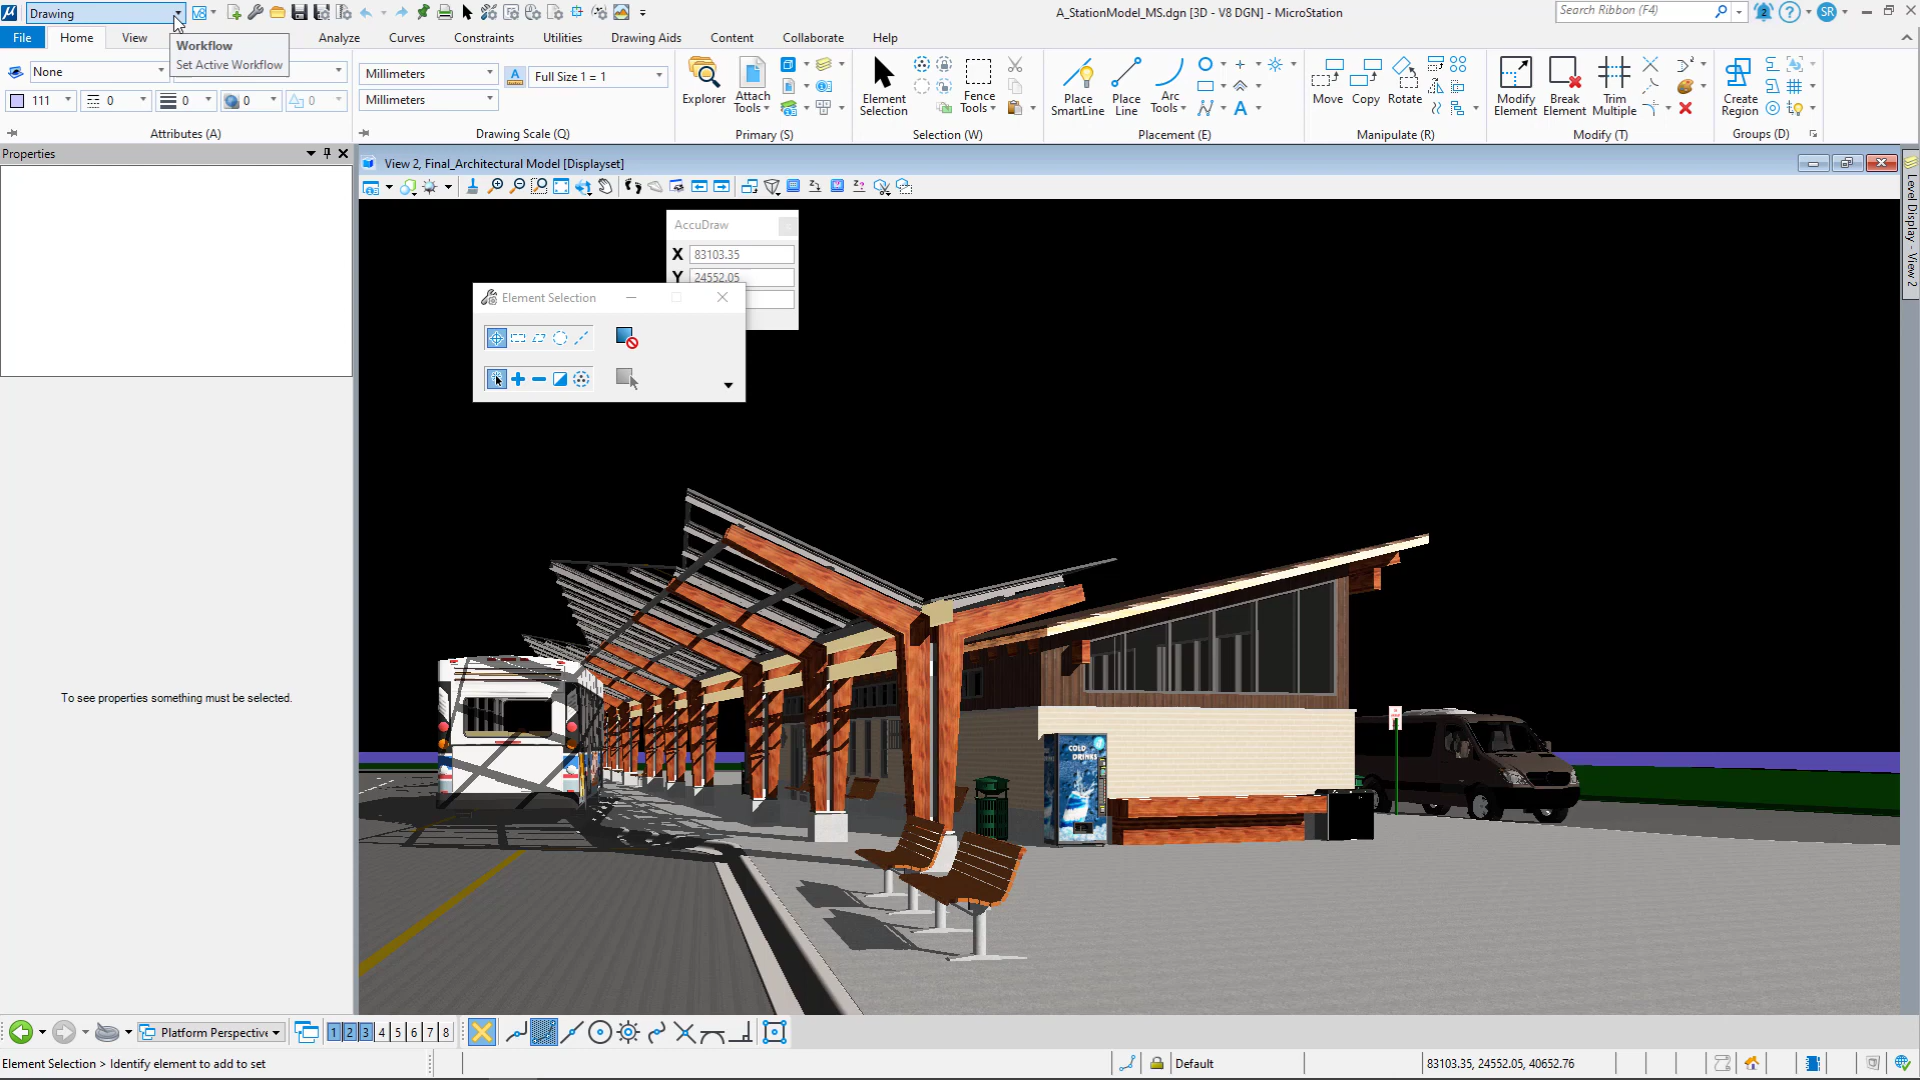 Drawing
A_StationModel_MS.dgn [3D - V8 DGN] - MicroStation
Search Ribbon (F4)
SR
File
Home
View
Analyze
Curves
Constraints
Utilities
Drawing Aids
Content
Collaborate
Help
Workflow
Set Active Workflow
None
111
0
0
0
0
Attributes (A)
Millimeters
Millimeters
Full Size 1 = 1
Drawing Scale (Q)
Explorer
Attach Tools
Primary (S)
Element Selection
Fence Tools
Selection (W)
Place SmartLine
Place Line
Arc Tools
Placement (E)
Move
Copy
Rotate
Manipulate (R)
Modify Element
Break Element
Trim Multiple
Modify (T)
Create Region
Groups (D)
Properties
View 2, Final_Architectural Model [Displayset]
Level Display - View 2
AccuDraw
X 83103.35
Y 24552.05
Element Selection
To see properties something must be selected.
COLD
DRINKS
Platform Perspective
1 2 3 4 5 6 7 8
Element Selection > Identify element to add to set
Default
83103.35, 24552.05, 40652.76